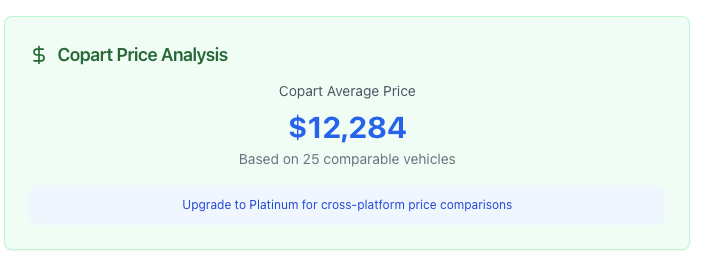 Copart Price Analysis
Copart Average Price
$12,284
Based on 25 comparable vehicles
Upgrade to Platinum for cross-platform price comparisons